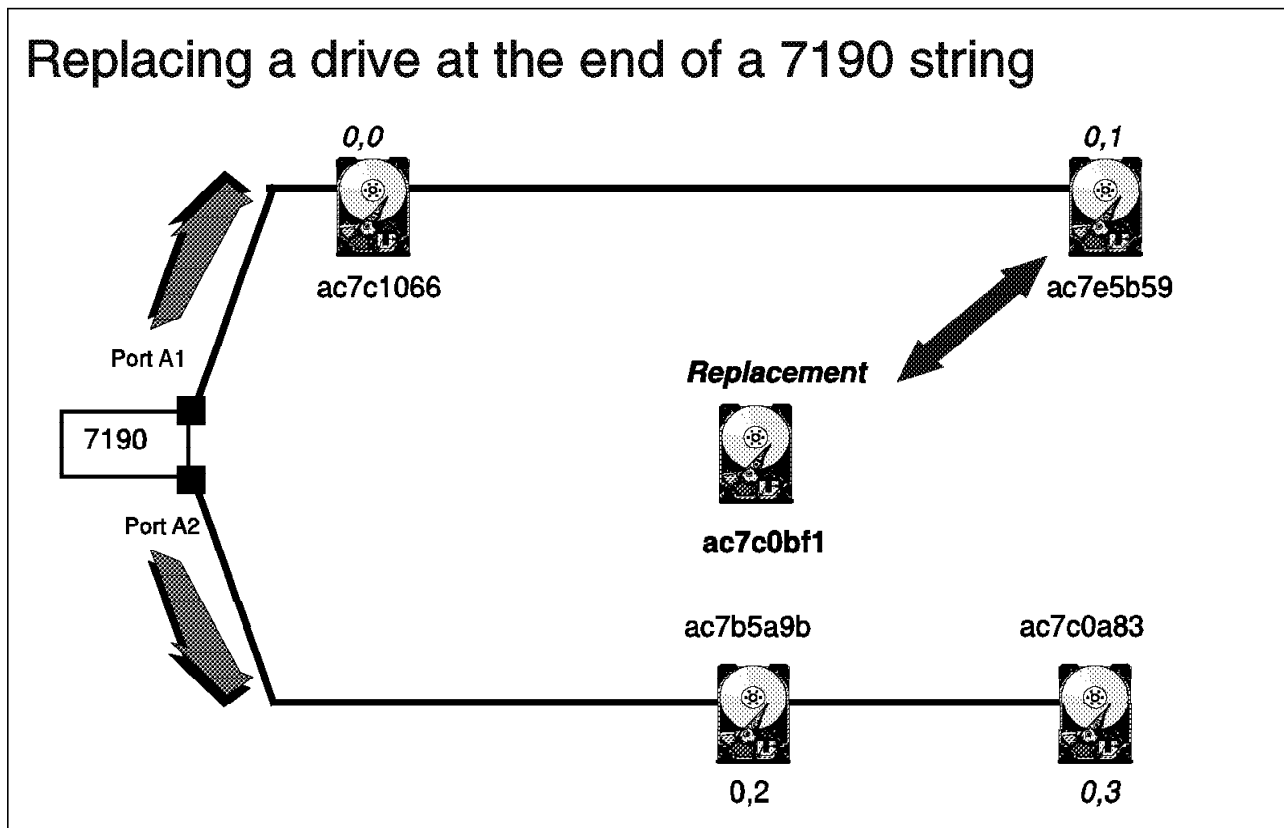 Replacing a drive at the end of a 7190 string
0,0
0,1
ac7c1066
ac7e5b59
Port A1
Replacement
7190
Port A2
ac7c0bf1
ac7b5a9b
ac7c0a83
0,2
0,3